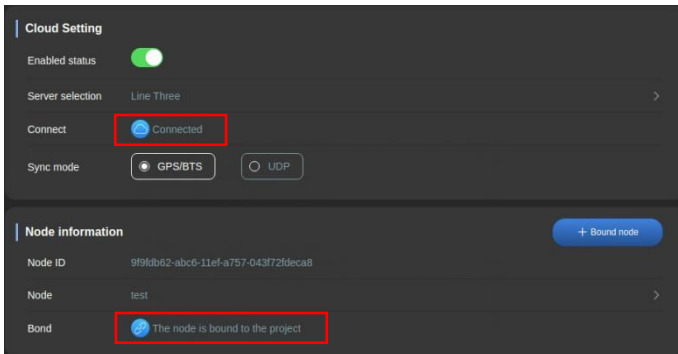 Cloud Setting
Enabled status
Server selection Line Three
Connect Connected
Sync mode GPS/BTS UDP
Node information + Bound node
Node ID 9f9fdb62-abc6-11ef-a757-043f72fdeca8
Node test
Bond The node is bound to the project